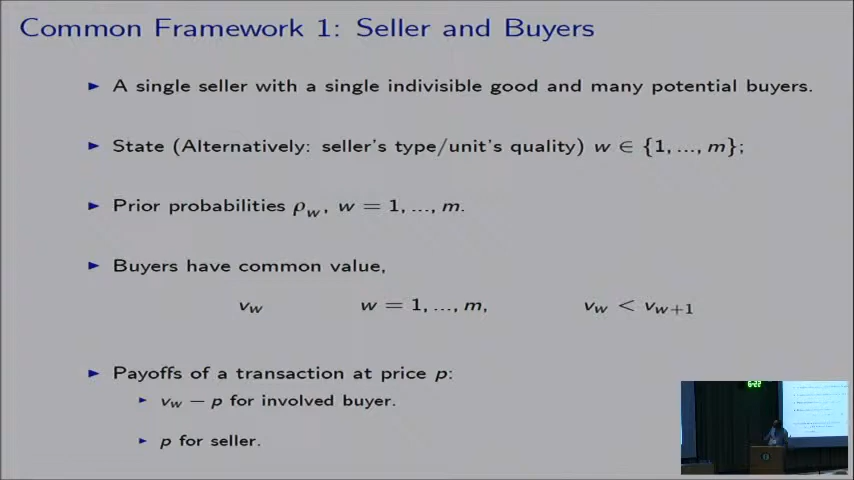 Common Framework 1: Seller and Buyers
► A single seller with a single indivisible good and many potential buyers.
► State (Alternatively: seller's type/unit's quality) w ∈ {1, ..., m};
► Prior probabilities ρ_w, w = 1, ..., m.
► Buyers have common value,
v_w w = 1, ..., m, v_w < v_{w+1}
► Payoffs of a transaction at price p:
► v_w − p for involved buyer.
► p for seller.